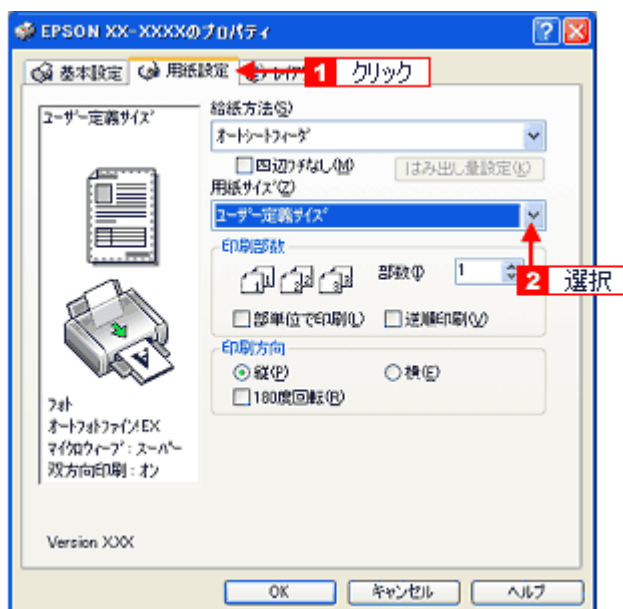 EPSON XX-XXXXのプロパティ
基本設定 用紙設定 1 クリック
ユーザー定義サイズ
給紙方法(S)
オートシートフィーダ
四辺フチなし(M) はみ出し量設定(K)
用紙サイズ(Z)
ユーザー定義サイズ
印刷部数
部数(I) 1
2 選択
部単位で印刷(L) 逆順印刷(V)
印刷方向
縦(P) 横(E)
180度回転(R)
フォト
オートフォトファイン!EX
マイクロウィーブ:スーパー
双方向印刷:オン
Version XXX
OK キャンセル ヘルプ